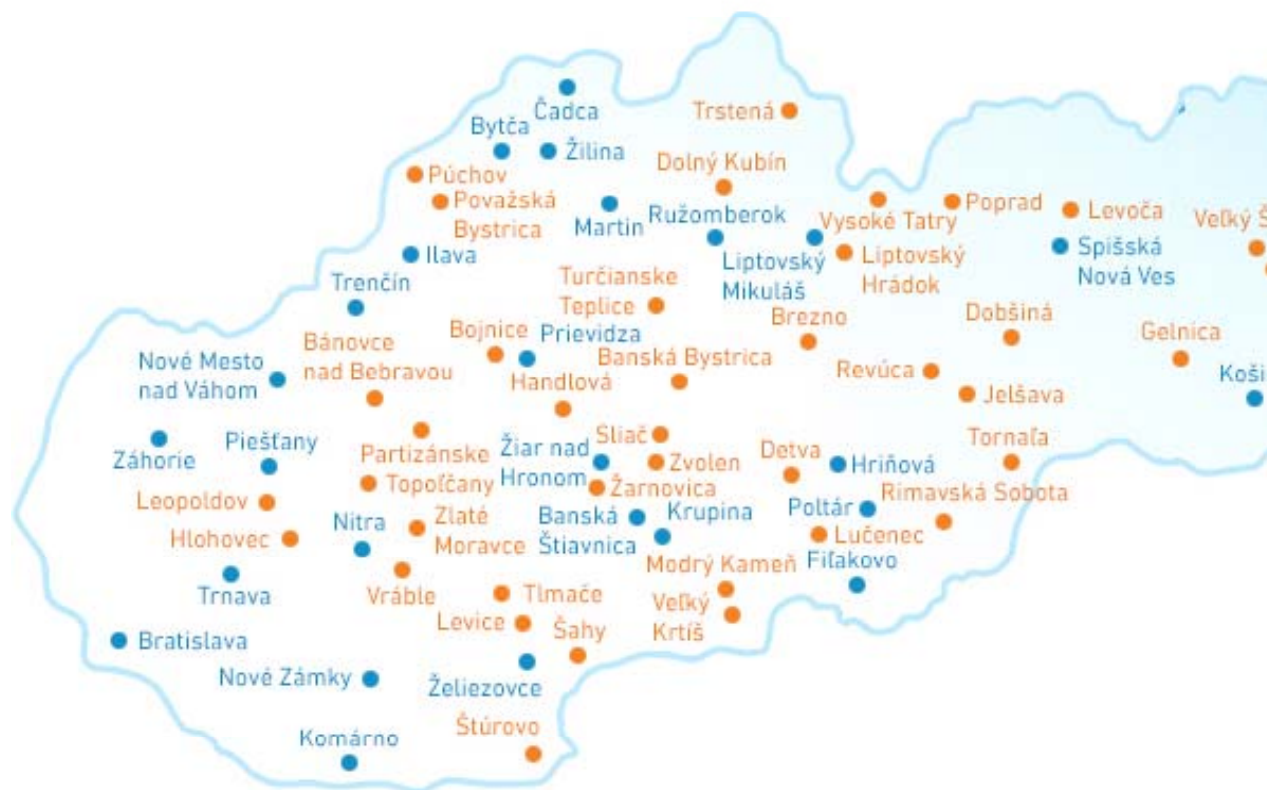 Čadca
Trstená
Bytča
Žilina
Dolný Kubín
Púchov
Považská
Bystrica
Martin
Ružomberok
Vysoké Tatry
Poprad
Levoča
Veľký
Ilava
Liptovský
Mikuláš
Liptovský
Hrádok
Spišská
Nová Ves
Trenčín
Turčianske
Teplice
Bojnice
Prievidza
Brezno
Dobšiná
Gelnica
Bánovce
nad Bebravou
Nové Mesto
nad Váhom
Handlová
Banská Bystrica
Revúca
Jelšava
Záhorie
Piešťany
Partizánske
Sliač
Tornaľa
Žiar nad
Hronom
Zvolen
Detva
Hriňová
Topoľčany
Žarnovica
Rimavská Sobota
Leopoldov
Nitra
Zlaté
Moravce
Banská
Štiavnica
Krupina
Poltár
Hlohovec
Lučenec
Fiľakovo
Trnava
Vráble
Tlmače
Modrý Kameň
Levice
Šahy
Veľký
Krtíš
Bratislava
Nové Zámky
Želiezovce
Štúrovo
Komárno